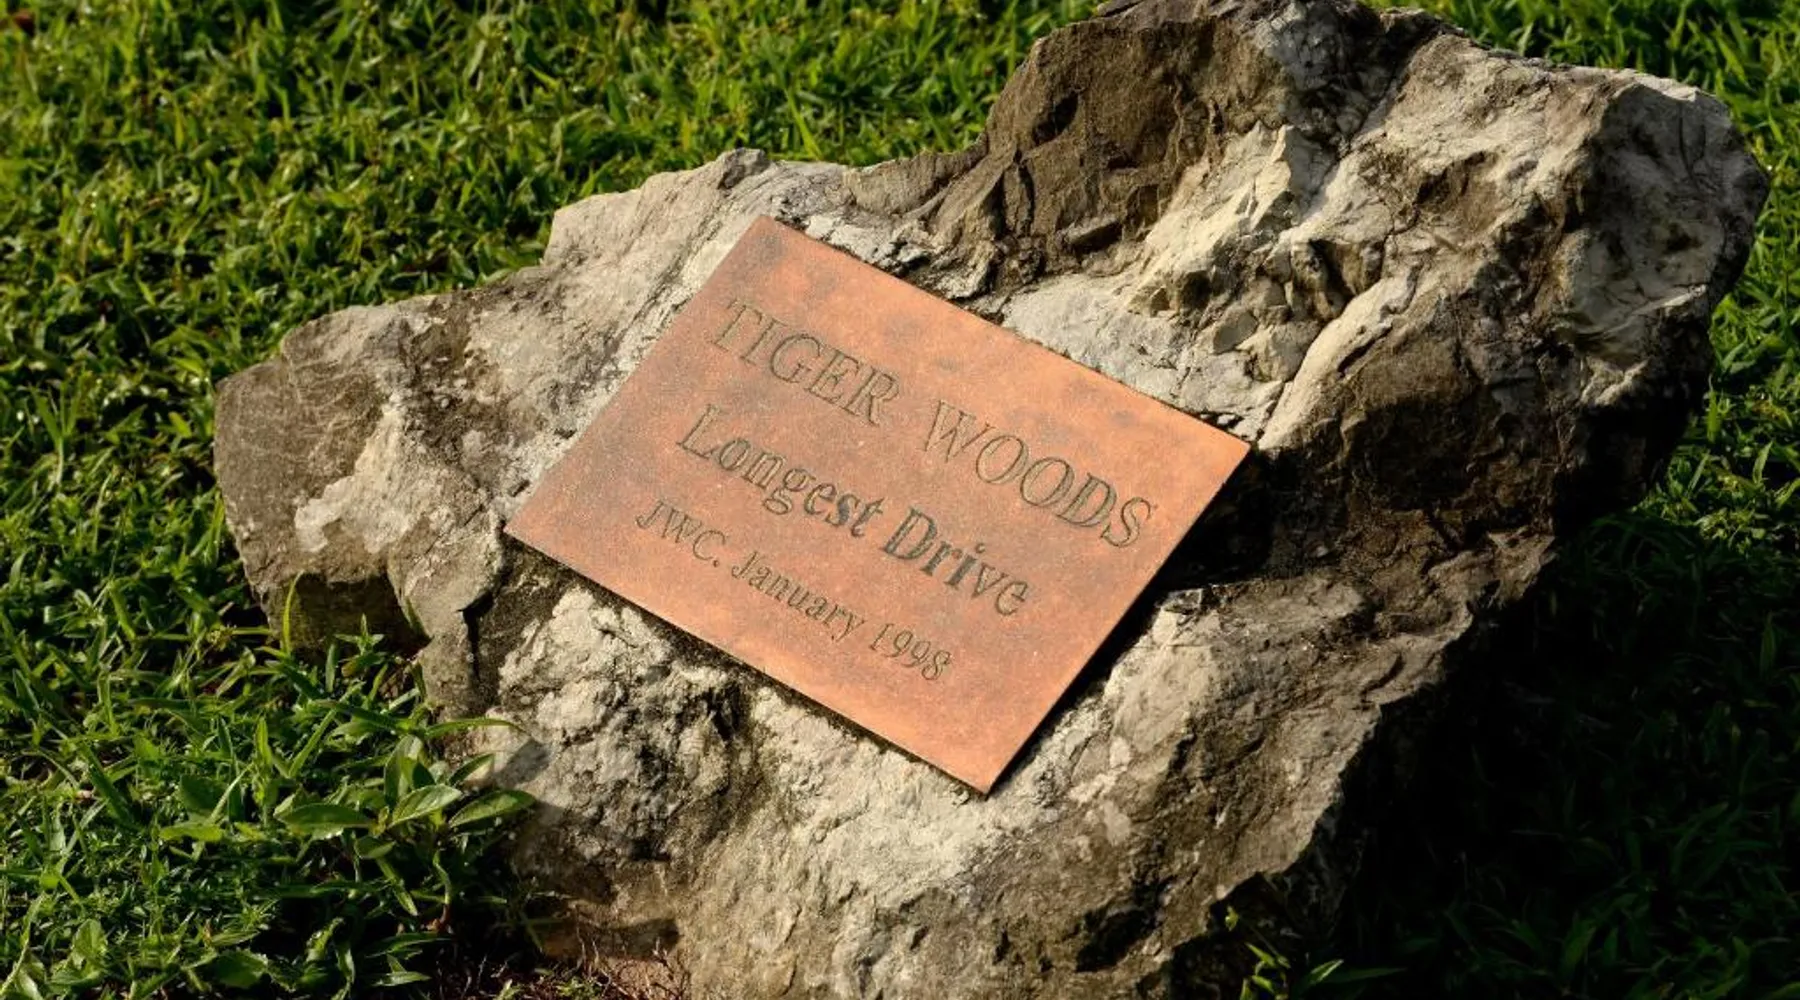 TIGER WOODS
Longest Drive
JWC. January 1998